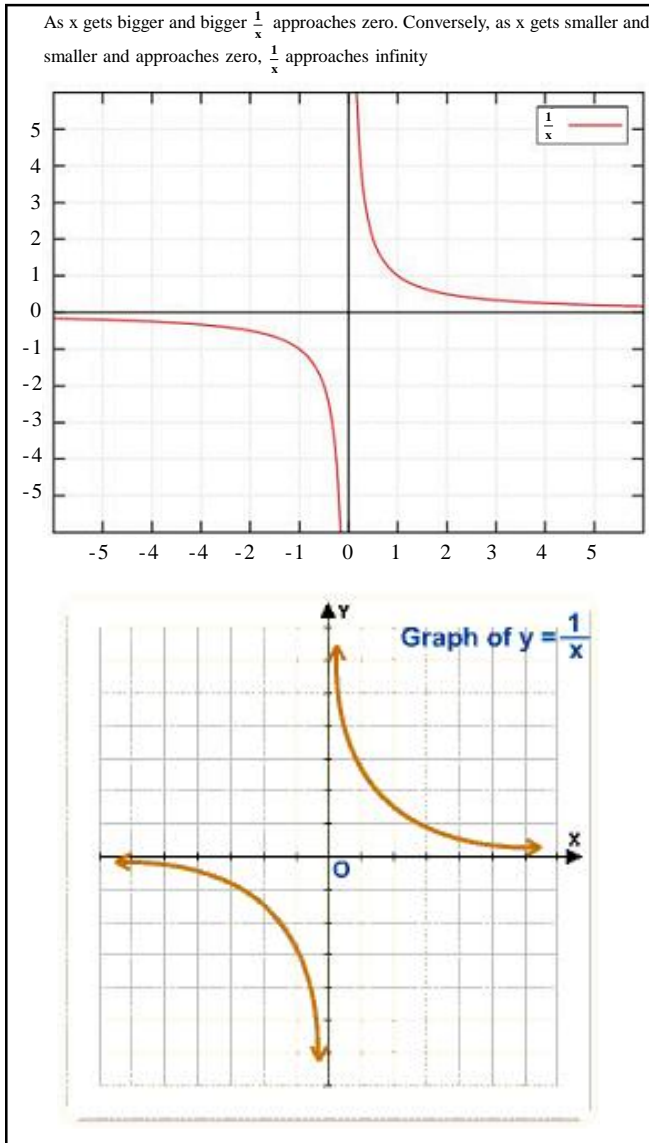 As x gets bigger and bigger 1/x approaches zero. Conversely, as x gets smaller and
smaller and approaches zero, 1/x approaches infinity
1/x
5
4
3
2
1
0
-1
-2
-3
-4
-5
-5 -4 -4 -2 -1 0 1 2 3 4 5
Y
Graph of y = 1/x
X
O